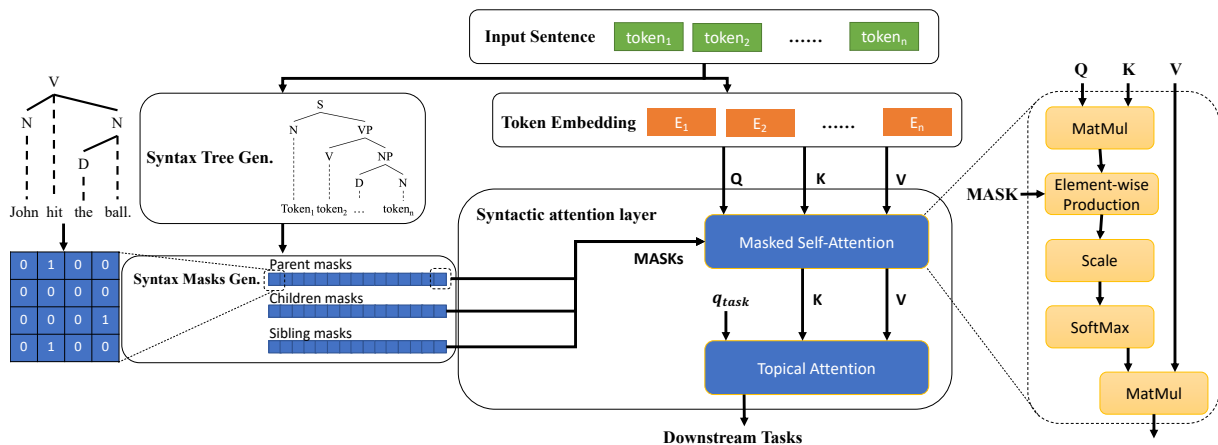 Input Sentence token1 token2 ...... tokenn
V
N N
D
John hit the ball.
Syntax Tree Gen.
S
N VP
V NP
D N
Token1 token2 ... tokenn
Token Embedding E1 E2 ...... En
Q K V
Syntactic attention layer
Masked Self-Attention
MASKs
K V
qtask
Topical Attention
Downstream Tasks
0 1 0 0
0 0 0 0
0 0 0 1
0 1 0 0
Syntax Masks Gen.
Parent masks
Children masks
Sibling masks
Q K V
MatMul
MASK
Element-wise
Production
Scale
SoftMax
MatMul